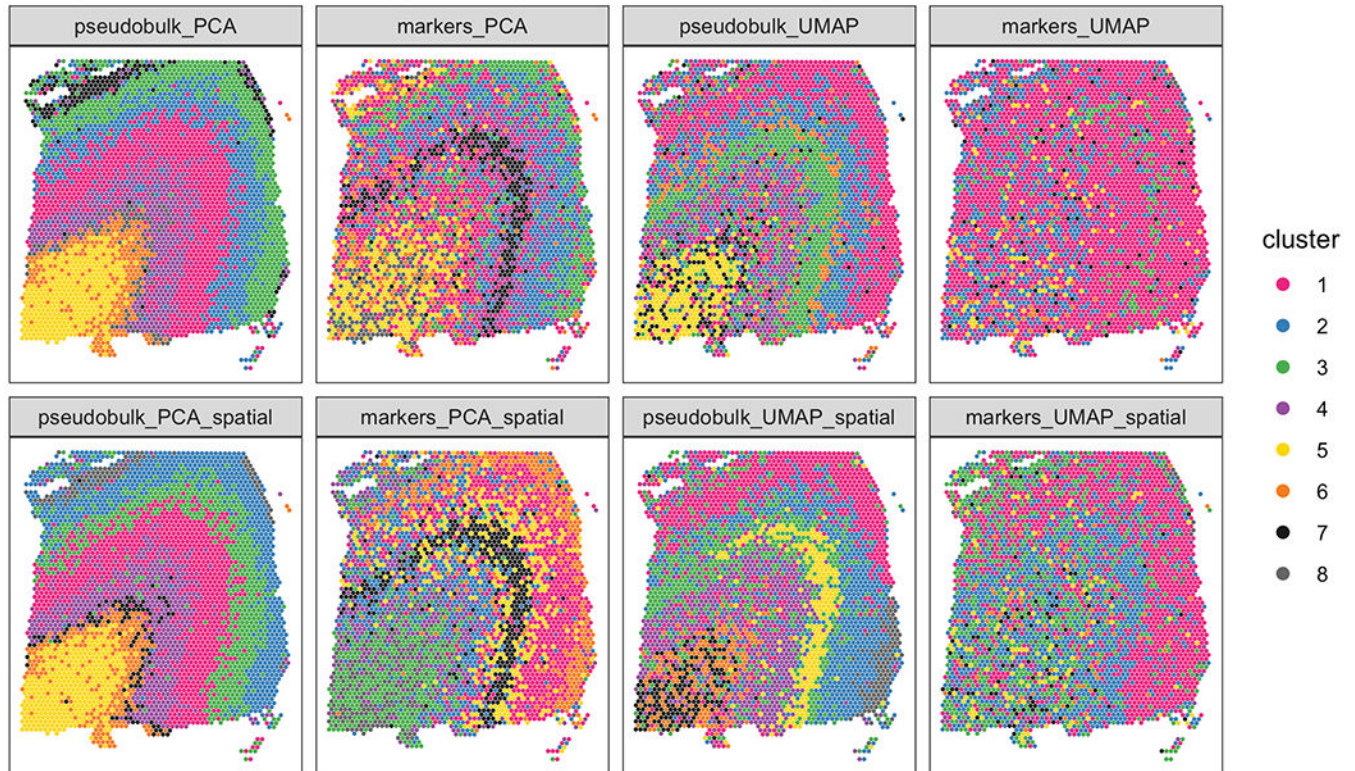 pseudobulk_PCA
markers_PCA
pseudobulk_UMAP
markers_UMAP
pseudobulk_PCA_spatial
markers_PCA_spatial
pseudobulk_UMAP_spatial
markers_UMAP_spatial
cluster
1
2
3
4
5
6
7
8